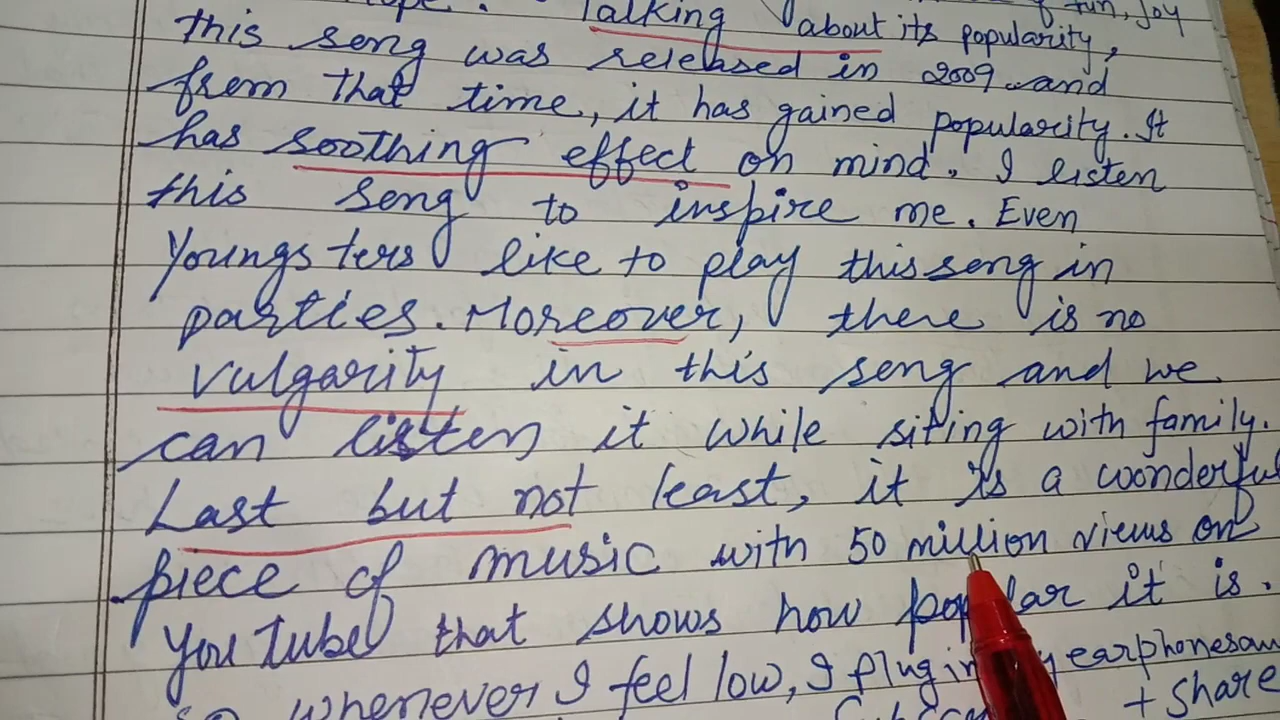 Talking about its popularity, fun, joy
this song was released in 2009 and
from that time, it has gained popularity. It
has soothing effect on mind. I listen
this song to inspire me. Even
Youngsters like to play this song in
parties. Moreover, there is no
vulgarity in this song and we
can listen it while siting with family.
Last but not least, it is a wonderful
piece of music with 50 million views on
YouTube that shows how popular it is.
whenever I feel low, I plug in earphones
+ Share